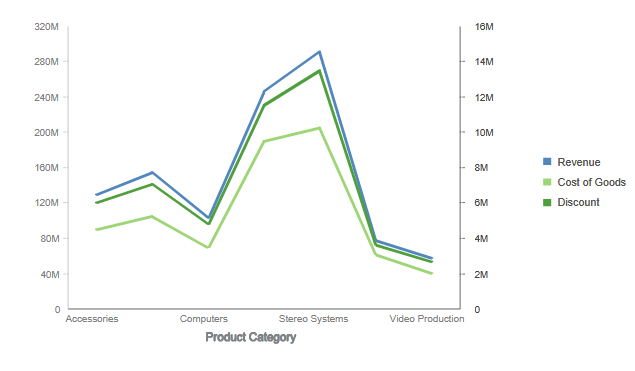 320M
280M
240M
200M
160M
120M
80M
40M
0
16M
14M
12M
10M
8M
6M
4M
2M
0
Accessories Computers Stereo Systems Video Production
Product Category
Revenue
Cost of Goods
Discount